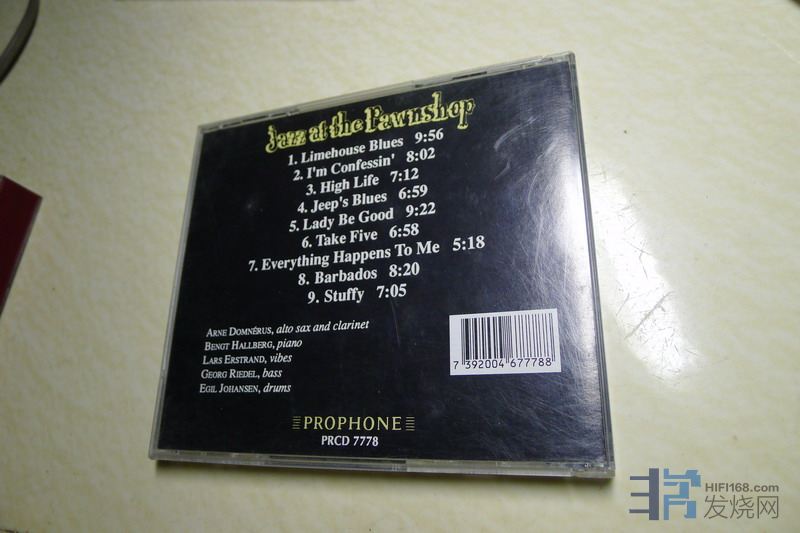 Jazz at the Pawnshop
1. Limehouse Blues 9:56
2. I'm Confessin' 8:02
3. High Life 7:12
4. Jeep's Blues 6:59
5. Lady Be Good 9:22
6. Take Five 6:58
7. Everything Happens To Me 5:18
8. Barbados 8:20
9. Stuffy 7:05
ARNE DOMNÉRUS, alto sax and clarinet
BENGT HALLBERG, piano
LARS ERSTRAND, vibes
GEORG RIEDEL, bass
EGIL JOHANSEN, drums
7 392004 677788
PROPHONE
PRCD 7778
HIFI168.com
发烧网